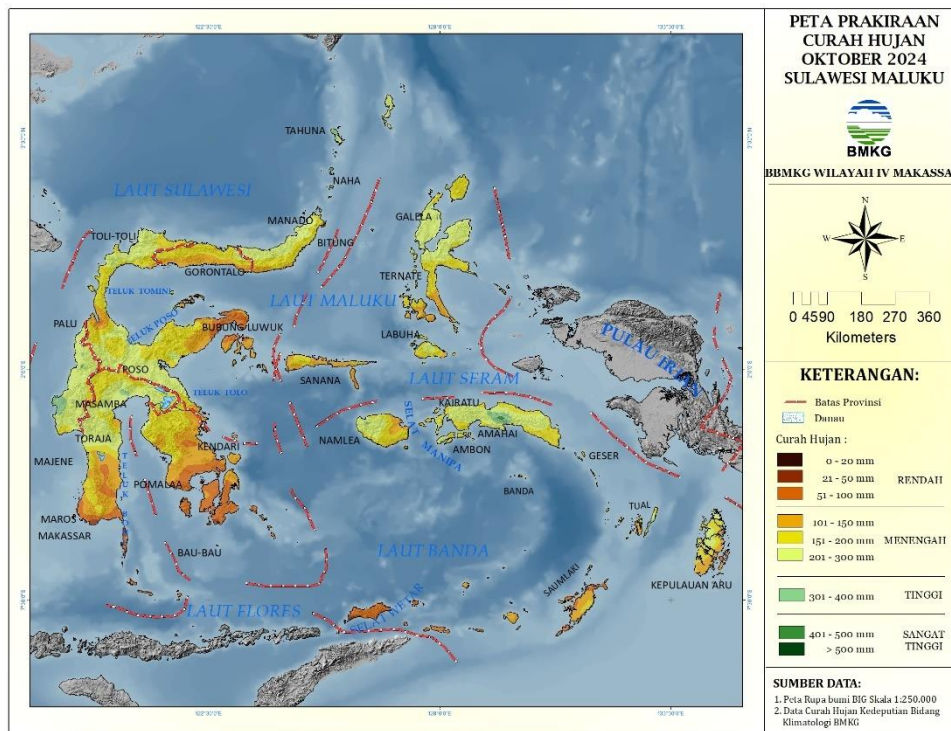 PETA PRAKIRAAN
CURAH HUJAN
OKTOBER 2024
SULAWESI MALUKU
BMKG
BBMKG WILAYAH IV MAKASSA
N
W
E
S
0 4590 180 270 360
Kilometers
KETERANGAN:
Batas Provinsi
Danau
Curah Hujan :
0 - 20 mm
21 - 50 mm
RENDAH
51 - 100 mm
101 - 150 mm
151 - 200 mm
MENENGAH
201 - 300 mm
301 - 400 mm
TINGGI
401 - 500 mm
SANGAT
> 500 mm
TINGGI
SUMBER DATA:
1. Peta Rupa bumi BIG Skala 1:250.000
2. Data Curah Hujan Kedeputian Bidang
Klimatologi BMKG
TAHUNA
NAHA
LAUT SULAWESI
MANADO
GALELA
TOLI-TOLI
BITUNG
GORONTALO
TERNATE
TELUK TOMINI
LAUT MALUKU
PALU
TELUK POSO
BUBUNG LUWUK
LABUHA
PULAU IRIAN
POSO
SANANA
LAUT SERAM
TELUK TOLO
MASAMBA
KAIRATU
SELAT MANIPA
TORAJA
NAMLEA
AMAHAI
KENDARI
AMBON
MAJENE
GESER
POMALAA
BANDA
TUAL
MAROS
MAKASSAR
BAU-BAU
LAUT BANDA
SAUMLAKI
KEPULAUAN ARU
LAUT FLORES
SELAT WETAR